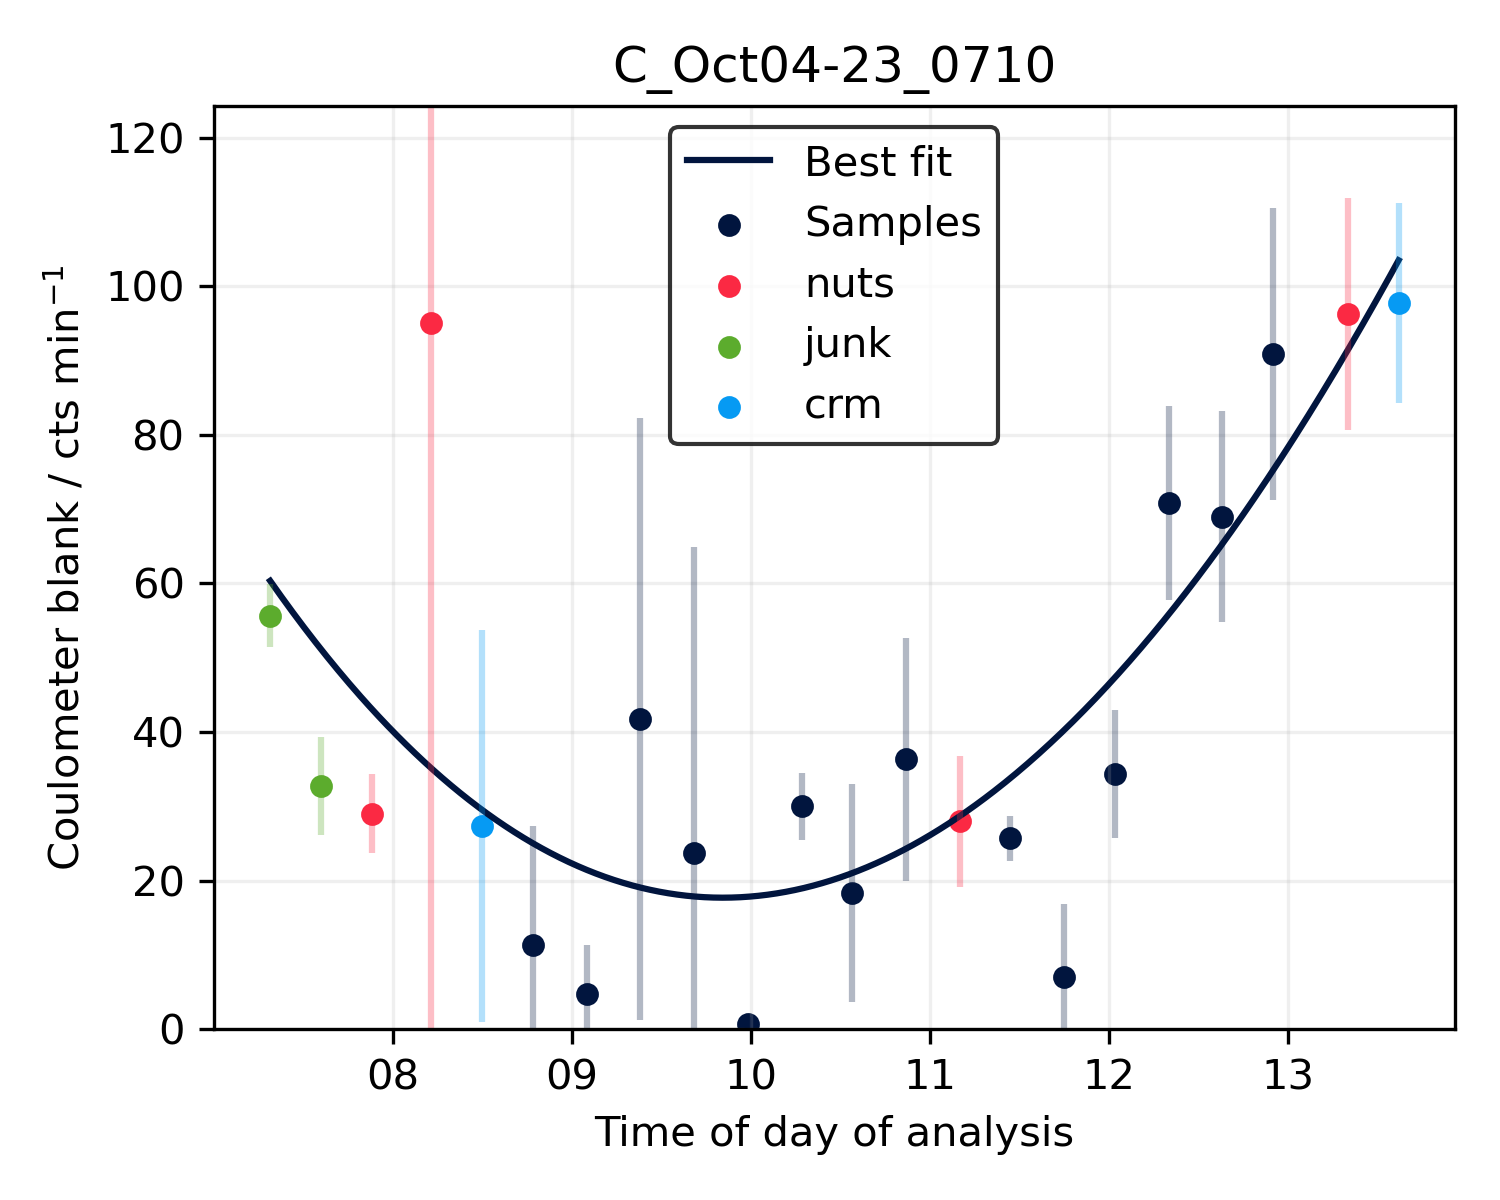 C_Oct04-23_0710
120
100
80
60
40
20
0
Coulometer blank / cts min⁻¹
Best fit
Samples
nuts
junk
crm
08 09 10 11 12 13
Time of day of analysis